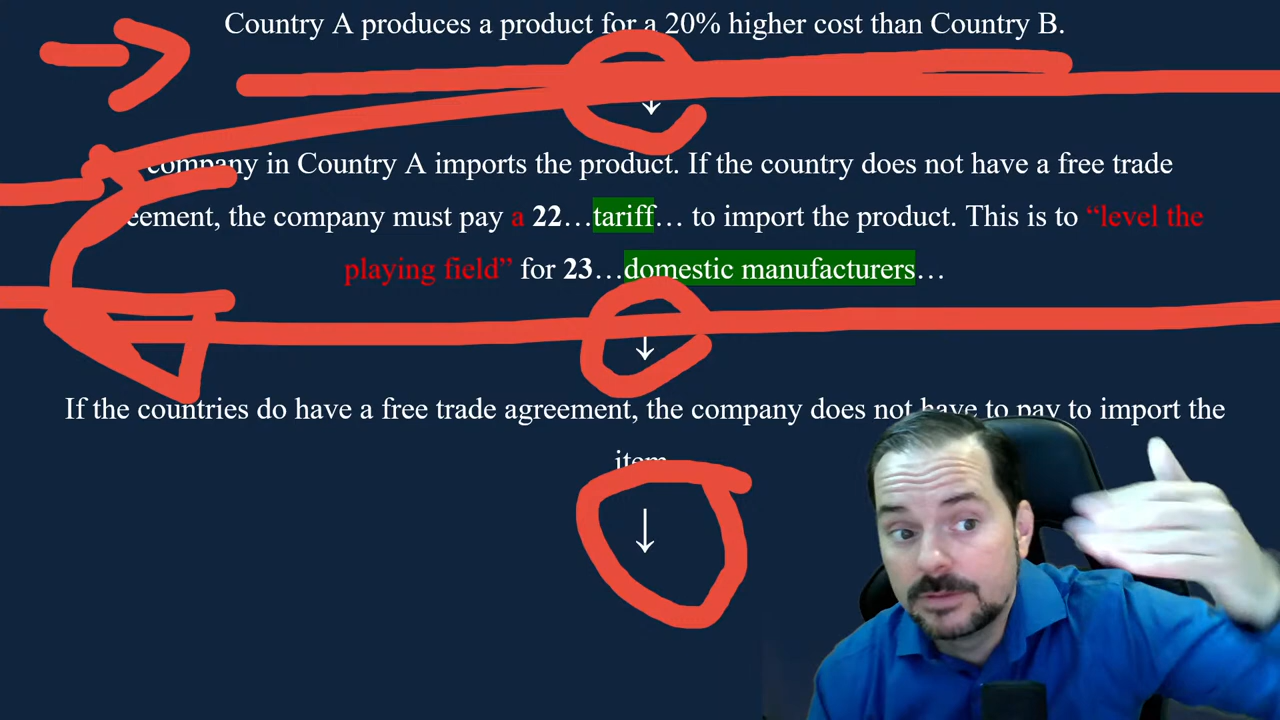 Country A produces a product for a 20% higher cost than Country B.
↓
company in Country A imports the product. If the country does not have a free trade
eement, the company must pay a 22…tariff… to import the product. This is to “level the
playing field” for 23…domestic manufacturers…
↓
If the countries do have a free trade agreement, the company does not have to pay to import the
item
↓